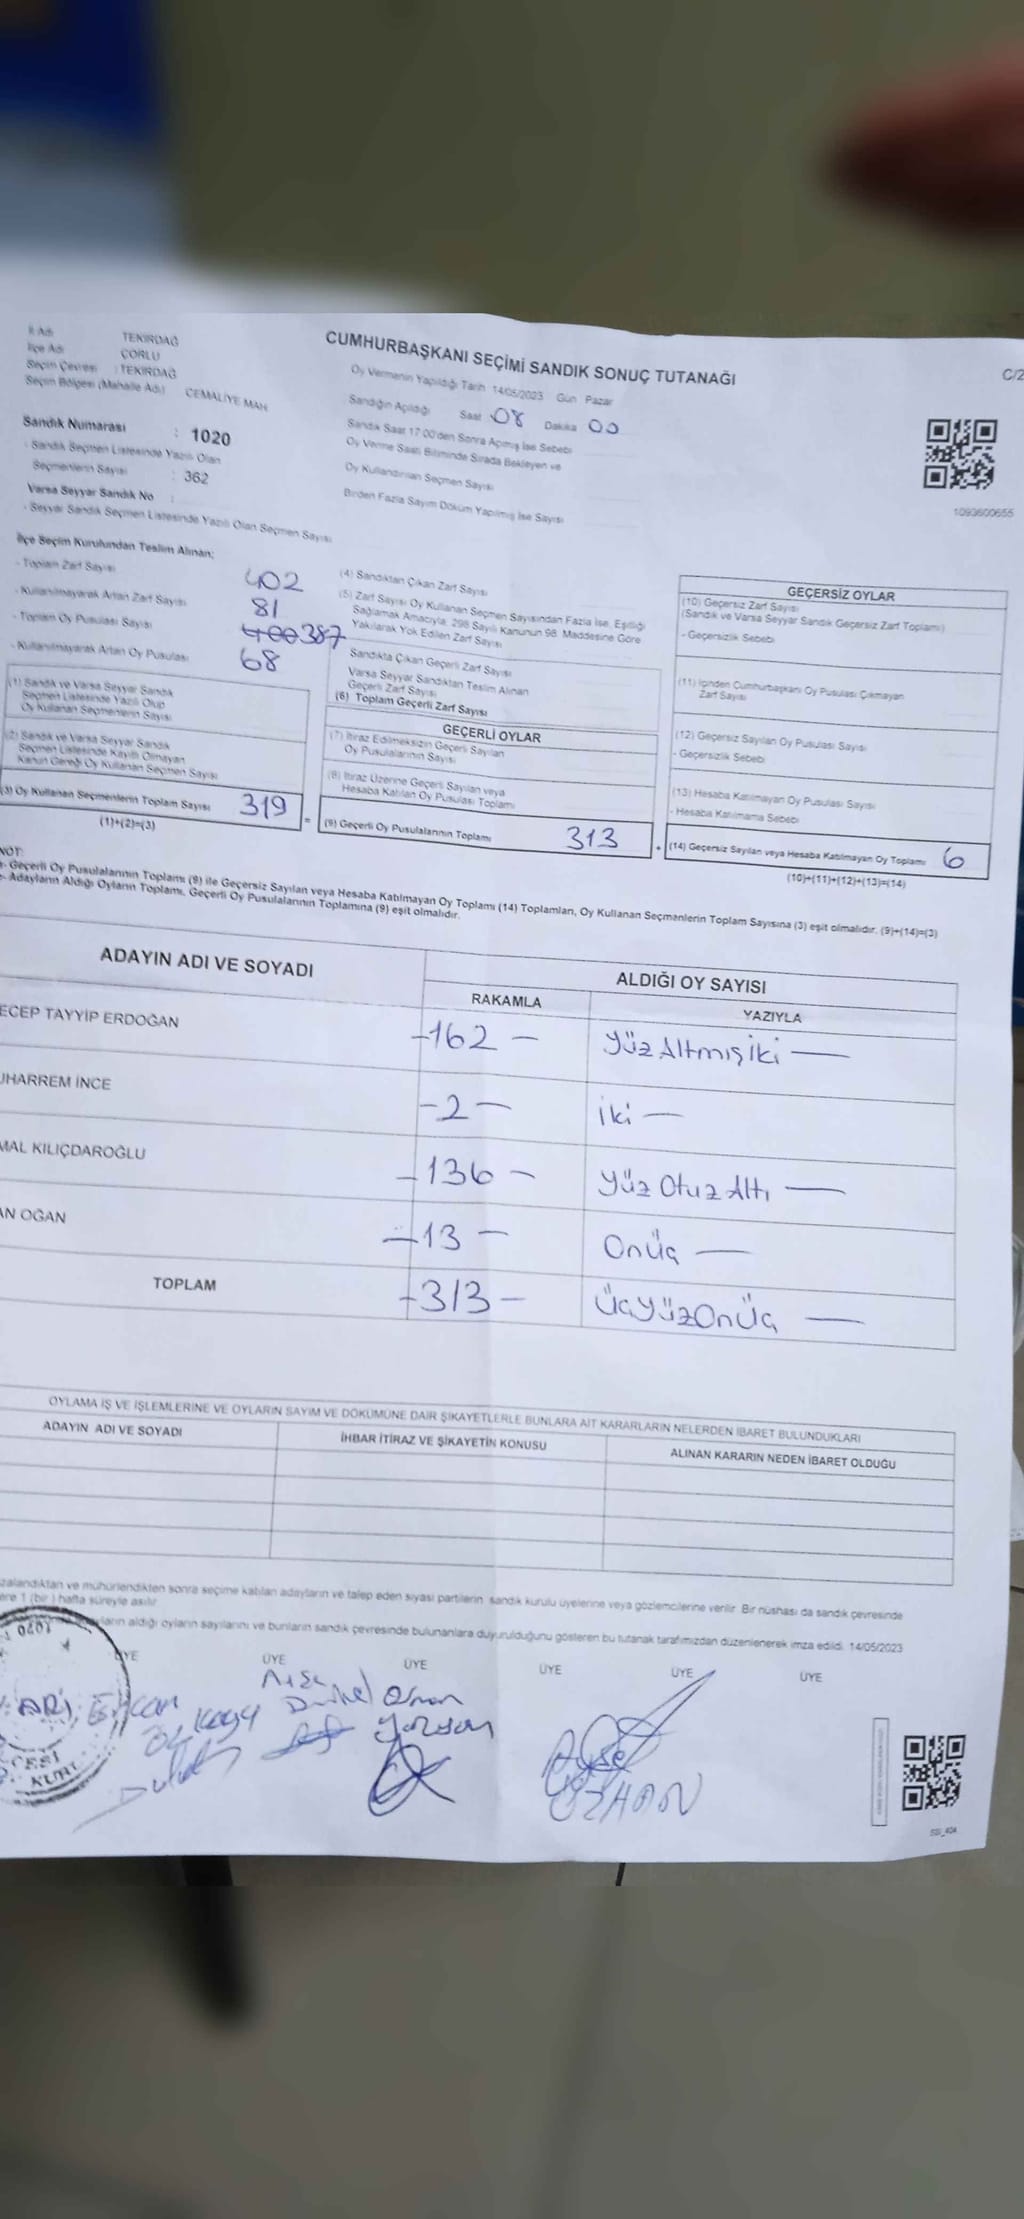 İl Adı TEKİRDAĞ
İlçe Adı ÇORLU
Seçim Çevresi : TEKİRDAĞ
Seçim Bölgesi (Mahalle Adı) CEMALİYE MAH
Sandık Numarası : 1020
- Sandık Seçmen Listesinde Yazılı Olan
Seçmenlerin Sayısı : 362
Varsa Seyyar Sandık No :
- Seyyar Sandık Seçmen Listesinde Yazılı Olan Seçmen Sayısı
CUMHURBAŞKANI SEÇİMİ SANDIK SONUÇ TUTANAĞI
C/2
Oy Vermenin Yapıldığı Tarih 14/05/2023 Gün Pazar
Sandığın Açıldığı Saat 08 Dakika 00
Sandık Saat 17:00'den Sonra Açımış İse Sebebi
Oy Verme Saati Bitiminde Sırada Bekleyen ve
Oy Kullandırılan Seçmen Sayısı
Birden Fazla Sayım Döküm Yapılmış İse Sayısı
1093600655
İlçe Seçim Kurulundan Teslim Alınan;
- Toplam Zarf Sayısı 402
- Kullanılmayarak Artan Zarf Sayısı 81
- Toplam Oy Pusulası Sayısı 400 387
- Kullanılmayarak Artan Oy Pusulası 68
(1) Sandık ve Varsa Seyyar Sandık
Seçmen Listesinde Yazılı Olup
Oy Kullanan Seçmenlerin Sayısı
(2) Sandık ve Varsa Seyyar Sandık
Seçmen Listesinde Kayıtlı Olmayan
Kanun Gereği Oy Kullanan Seçmen Sayısı
(3) Oy Kullanan Seçmenlerin Toplam Sayısı 319
(1)+(2)=(3)
(4) Sandıktan Çıkan Zarf Sayısı
(5) Zarf Sayısı Oy Kullanan Seçmen Sayısından Fazla İse, Eşitliği
Sağlamak Amacıyla, 298 Sayılı Kanunun 98. Maddesine Göre
Yakılarak Yok Edilen Zarf Sayısı
Sandıkta Çıkan Geçerli Zarf Sayısı
Varsa Seyyar Sandıktan Teslim Alınan
Geçerli Zarf Sayısı
(6) Toplam Geçerli Zarf Sayısı
GEÇERLİ OYLAR
(7) İtiraz Edilmeksizin Geçerli Sayılan
Oy Pusulalarının Sayısı
(8) İtiraz Üzerine Geçerli Sayılan veya
Hesaba Katılan Oy Pusulası Toplamı
= (9) Geçerli Oy Pusulalarının Toplamı 313
GEÇERSİZ OYLAR
(10) Geçersiz Zarf Sayısı
(Sandık ve Varsa Seyyar Sandık Geçersiz Zarf Toplamı)
- Geçersizlik Sebebi
(11) İçinden Cumhurbaşkanı Oy Pusulası Çıkmayan
Zarf Sayısı
(12) Geçersiz Sayılan Oy Pusulası Sayısı
- Geçersizlik Sebebi
(13) Hesaba Katılmayan Oy Pusulası Sayısı
- Hesaba Katılmama Sebebi
+ (14) Geçersiz Sayılan veya Hesaba Katılmayan Oy Toplamı 6
(10)+(11)+(12)+(13)=(14)
NOT:
- Geçerli Oy Pusulalarının Toplamı (9) ile Geçersiz Sayılan veya Hesaba Katılmayan Oy Toplamı (14) Toplamları, Oy Kullanan Seçmenlerin Toplam Sayısına (3) eşit olmalıdır. (9)+(14)=(3)
- Adayların Aldığı Oyların Toplamı, Geçerli Oy Pusulalarının Toplamına (9) eşit olmalıdır.
ADAYIN ADI VE SOYADI
ALDIĞI OY SAYISI
RAKAMLA YAZIYLA
ECEP TAYYİP ERDOĞAN -162- Yüz Altmış iki —
UHARREM İNCE -2- iki —
MAL KILIÇDAROĞLU -136- Yüz Otuz Altı —
AN OĞAN -13- Onüç —
TOPLAM -313- ÜçyüzOnüç —
OYLAMA İŞ VE İŞLEMLERİNE VE OYLARIN SAYIM VE DÖKÜMÜNE DAİR ŞİKAYETLERLE BUNLARA AİT KARARLARIN NELERDEN İBARET BULUNDUKLARI
ADAYIN ADI VE SOYADI İHBAR İTİRAZ VE ŞİKAYETİN KONUSU ALINAN KARARIN NEDEN İBARET OLDUĞU
zalandıktan ve mühürlendikten sonra seçime katılan adayların ve talep eden siyasi partilerin sandık kurulu üyelerine veya gözlemcilerine verilir. Bir nüshası da sandık çevresinde
ere 1 (bir) hafta süreyle asılır
yların aldığı oyların sayılarını ve bunların sandık çevresinde bulunanlara duyurulduğunu gösteren bu tutanak tarafımızdan düzenlenerek imza edildi. 14/05/2023
1020
ÜYE ÜYE ÜYE ÜYE ÜYE ÜYE
Osman
Ayşe
ÖZHAN
ÇESİ
KURU
SSI_404